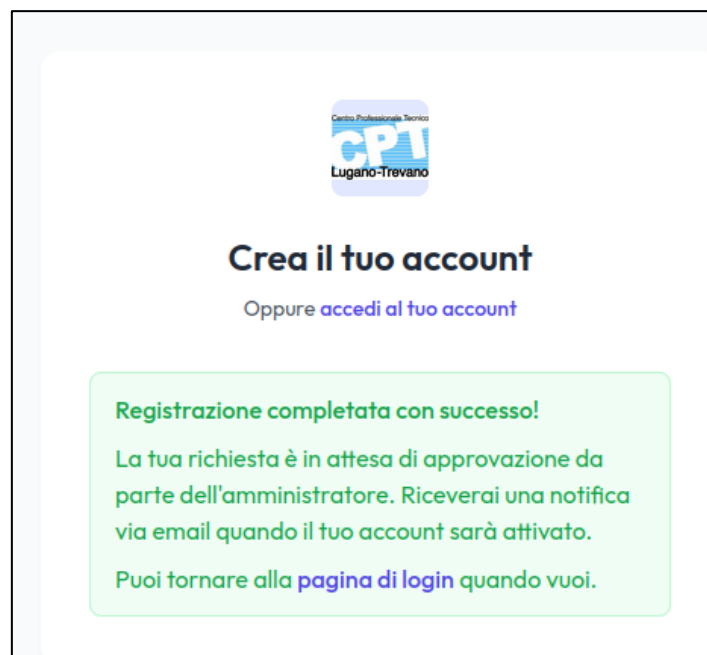 Centro Professionale Tecnico
CPT
Lugano-Trevano
Crea il tuo account
Oppure accedi al tuo account
Registrazione completata con successo!
La tua richiesta è in attesa di approvazione da
parte dell'amministratore. Riceverai una notifica
via email quando il tuo account sarà attivato.
Puoi tornare alla pagina di login quando vuoi.